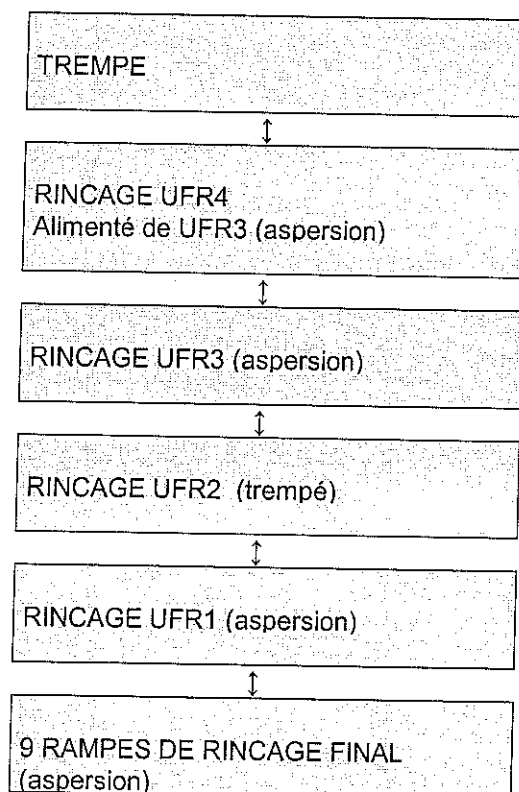 TREMPE
↕
RINCAGE UFR4
Alimenté de UFR3 (aspersion)
↕
RINCAGE UFR3 (aspersion)
↕
RINCAGE UFR2 (trempé)
↕
RINCAGE UFR1 (aspersion)
↕
9 RAMPES DE RINCAGE FINAL
(aspersion)